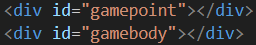 <div id="gamepoint"></div>
<div id="gamebody"></div>